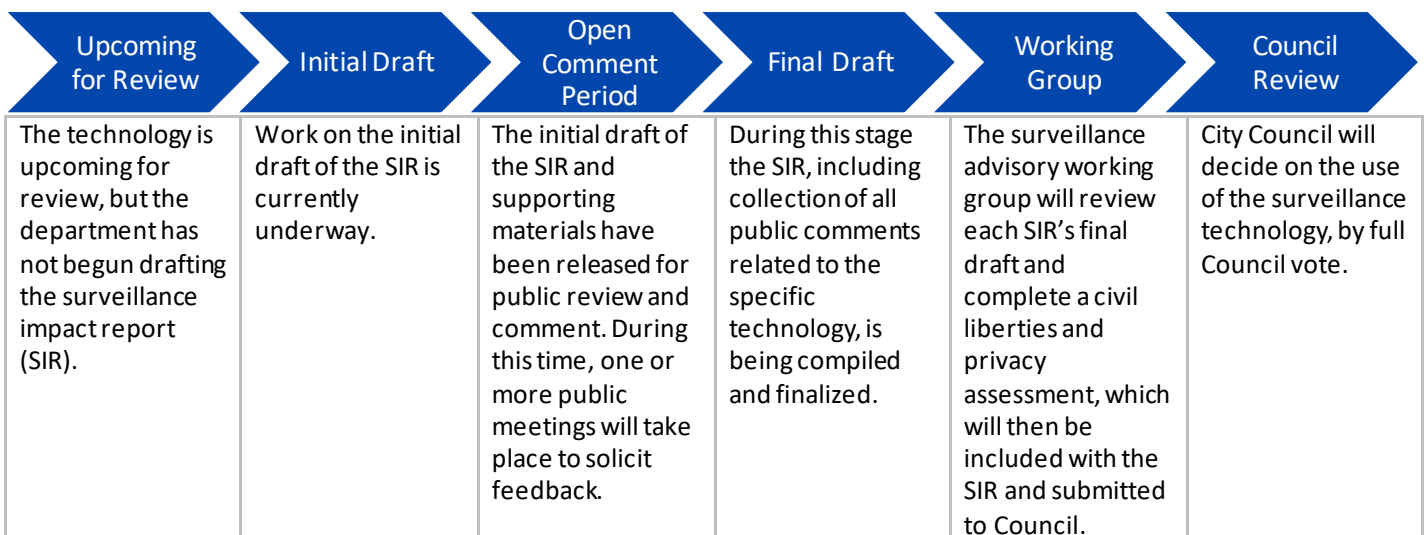 Upcoming
for Review
Initial Draft
Open
Comment
Period
Final Draft
Working
Group
Council
Review
The technology is
upcoming for
review, but the
department has
not begun drafting
the surveillance
impact report
(SIR).
Work on the initial
draft of the SIR is
currently
underway.
The initial draft of
the SIR and
supporting
materials have
been released for
public review and
comment. During
this time, one or
more public
meetings will take
place to solicit
feedback.
During this stage
the SIR, including
collection of all
public comments
related to the
specific
technology, is
being compiled
and finalized.
The surveillance
advisory working
group will review
each SIR’s final
draft and
complete a civil
liberties and
privacy
assessment, which
will then be
included with the
SIR and submitted
to Council.
City Council will
decide on the use
of the surveillance
technology, by full
Council vote.